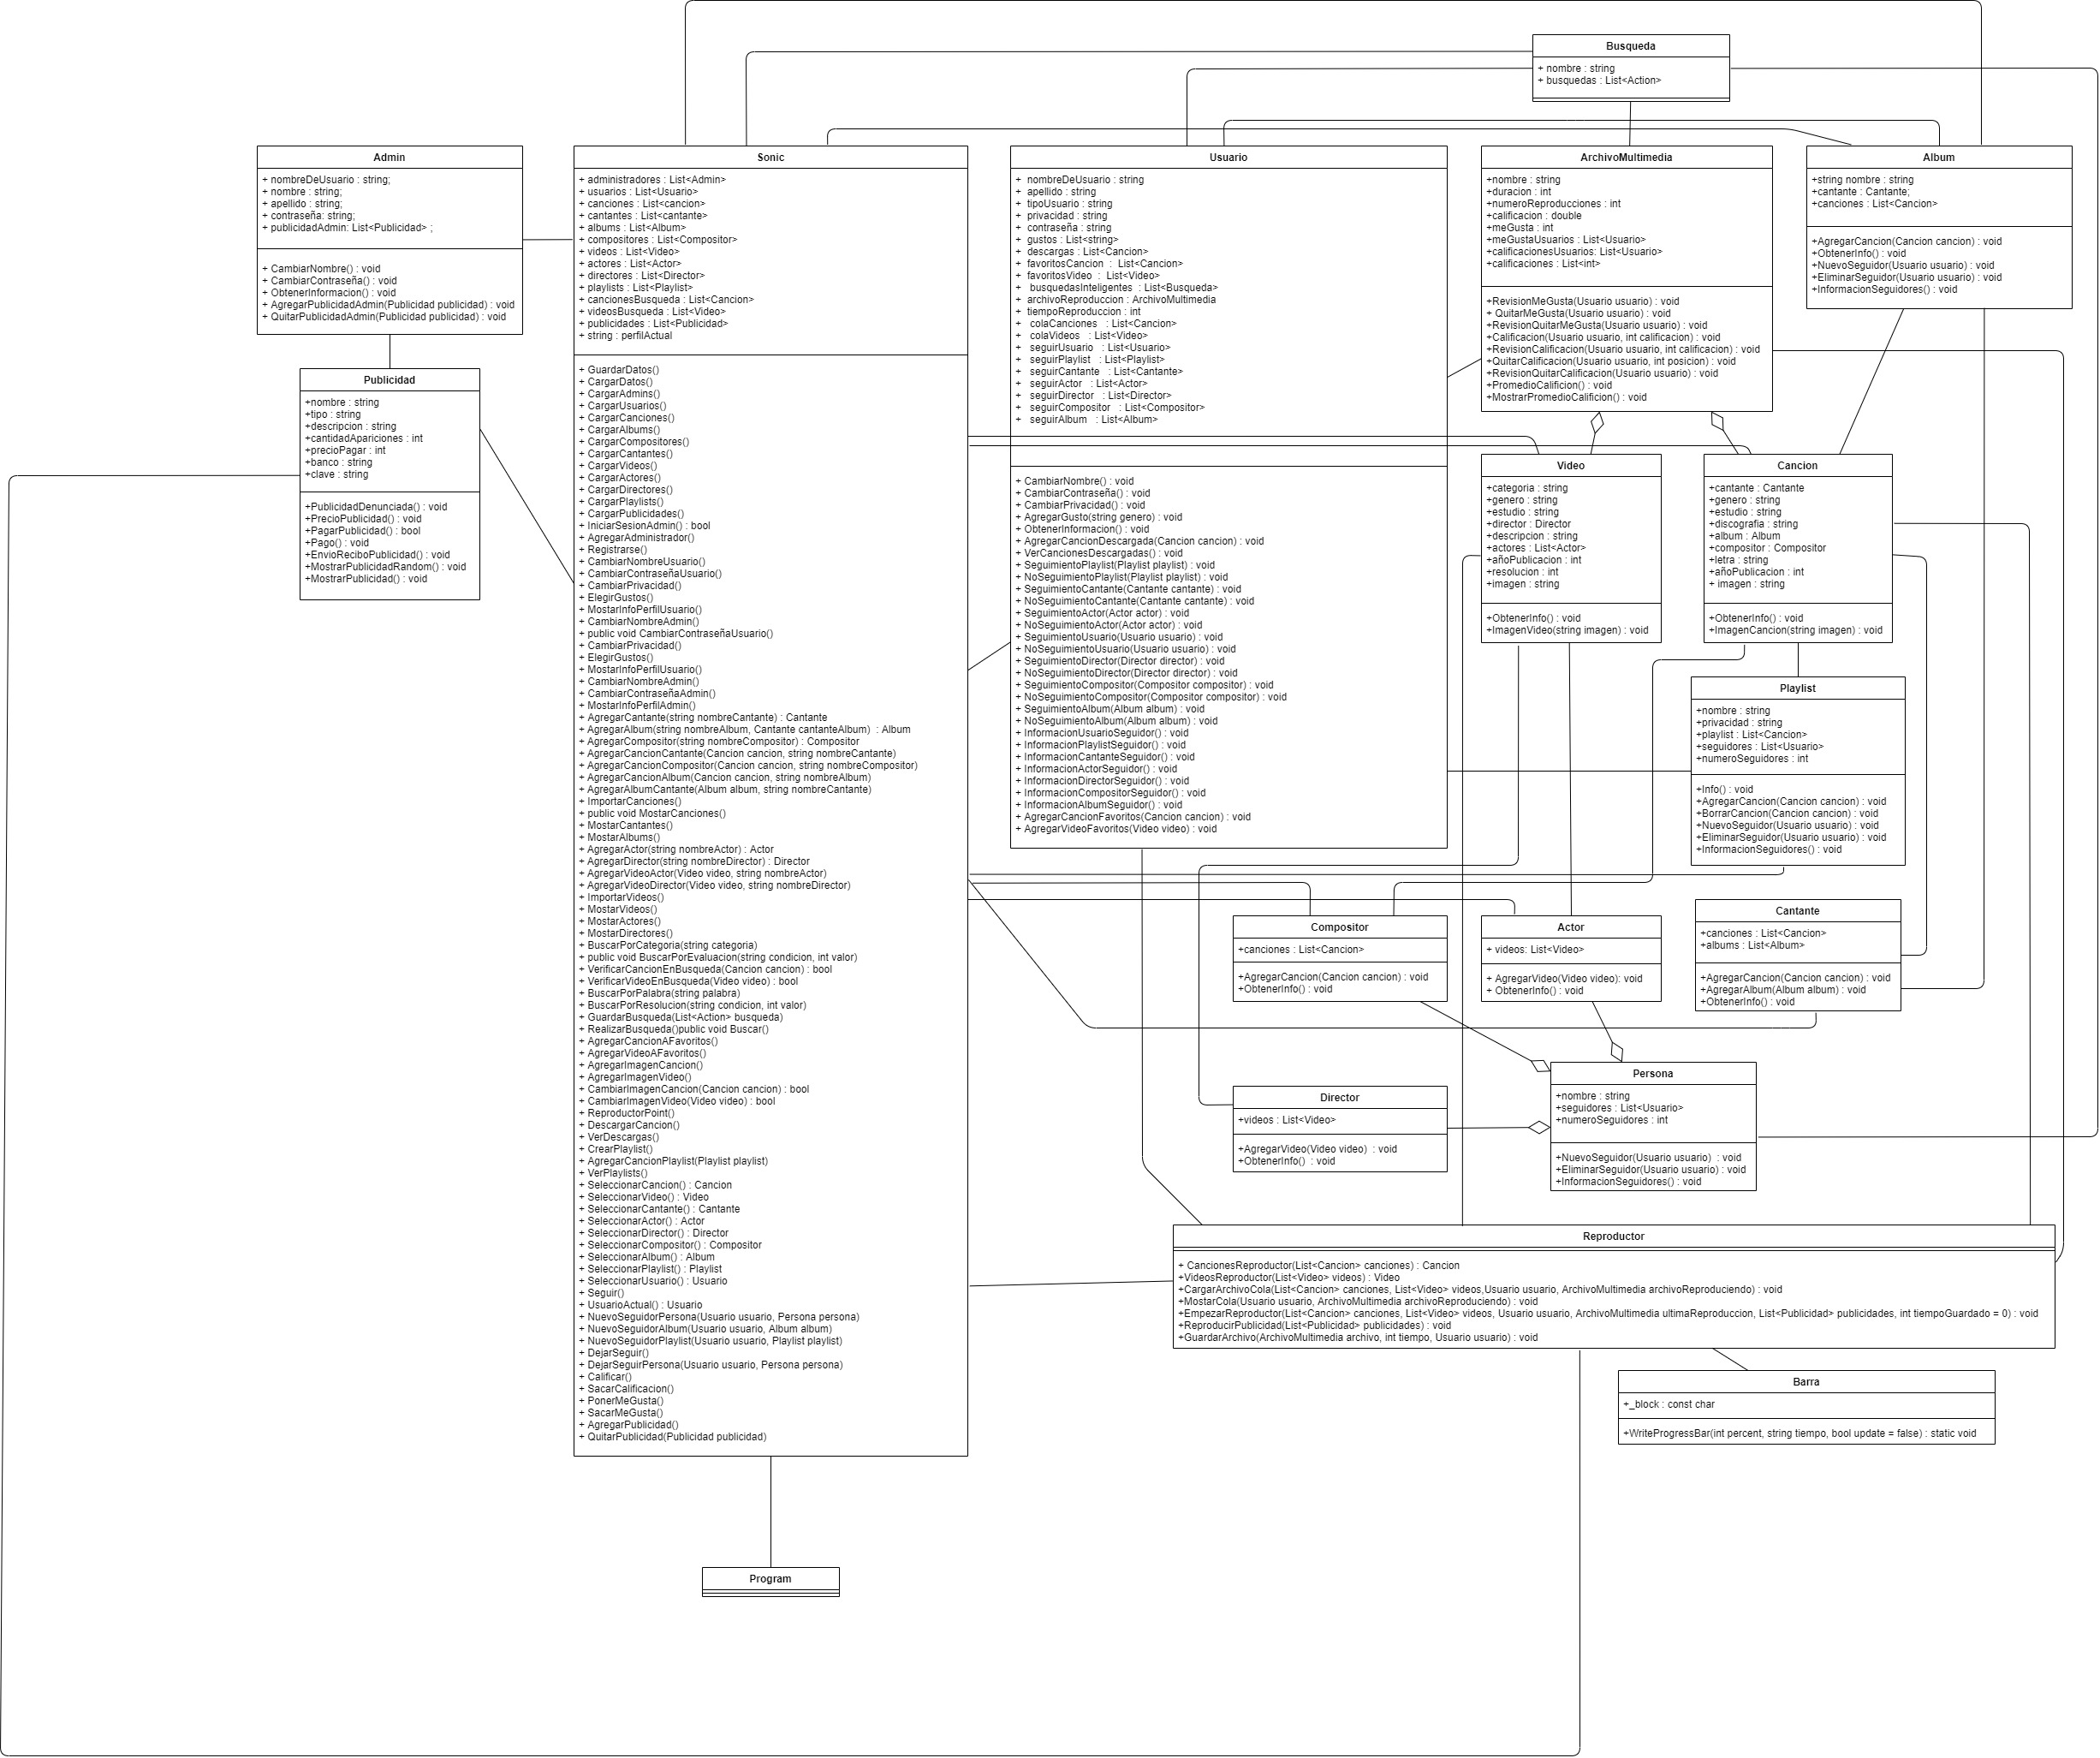 Busqueda
+ nombre : string
+ busquedas : List<Action>
Admin
+ nombreDeUsuario : string;
+ nombre : string;
+ apellido : string;
+ contraseña: string;
+ publicidadAdmin: List<Publicidad> ;
+ CambiarNombre() : void
+ CambiarContraseña() : void
+ ObtenerInformacion() : void
+ AgregarPublicidadAdmin(Publicidad publicidad) : void
+ QuitarPublicidadAdmin(Publicidad publicidad) : void
Publicidad
+nombre : string
+tipo : string
+descripcion : string
+cantidadApariciones : int
+precioPagar : int
+banco : string
+clave : string
+PublicidadDenunciada() : void
+PrecioPublicidad() : void
+PagarPublicidad() : bool
+Pago() : void
+EnvioReciboPublicidad() : void
+MostrarPublicidadRandom() : void
+MostrarPublicidad() : void
Sonic
+ administradores : List<Admin>
+ usuarios : List<Usuario>
+ canciones : List<cancion>
+ cantantes : List<cantante>
+ albums : List<Album>
+ compositores : List<Compositor>
+ videos : List<Video>
+ actores : List<Actor>
+ directores : List<Director>
+ playlists : List<Playlist>
+ cancionesBusqueda : List<Cancion>
+ videosBusqueda : List<Video>
+ publicidades : List<Publicidad>
+ string : perfilActual
+ GuardarDatos()
+ CargarDatos()
+ CargarAdmins()
+ CargarUsuarios()
+ CargarCanciones()
+ CargarAlbums()
+ CargarCompositores()
+ CargarCantantes()
+ CargarVideos()
+ CargarActores()
+ CargarDirectores()
+ CargarPlaylists()
+ CargarPublicidades()
+ IniciarSesionAdmin() : bool
+ AgregarAdministrador()
+ Registrarse()
+ CambiarNombreUsuario()
+ CambiarContraseñaUsuario()
+ CambiarPrivacidad()
+ ElegirGustos()
+ MostarInfoPerfilUsuario()
+ CambiarNombreAdmin()
+ public void CambiarContraseñaUsuario()
+ CambiarPrivacidad()
+ ElegirGustos()
+ MostarInfoPerfilUsuario()
+ CambiarNombreAdmin()
+ CambiarContraseñaAdmin()
+ MostarInfoPerfilAdmin()
+ AgregarCantante(string nombreCantante) : Cantante
+ AgregarAlbum(string nombreAlbum, Cantante cantanteAlbum)  : Album
+ AgregarCompositor(string nombreCompositor) : Compositor
+ AgregarCancionCantante(Cancion cancion, string nombreCantante)
+ AgregarCancionCompositor(Cancion cancion, string nombreCompositor)
+ AgregarCancionAlbum(Cancion cancion, string nombreAlbum)
+ AgregarAlbumCantante(Album album, string nombreCantante)
+ ImportarCanciones()
+ public void MostarCanciones()
+ MostarCantantes()
+ MostarAlbums()
+ AgregarActor(string nombreActor) : Actor
+ AgregarDirector(string nombreDirector) : Director
+ AgregarVideoActor(Video video, string nombreActor)
+ AgregarVideoDirector(Video video, string nombreDirector)
+ ImportarVideos()
+ MostarVideos()
+ MostarActores()
+ MostarDirectores()
+ BuscarPorCategoria(string categoria)
+ public void BuscarPorEvaluacion(string condicion, int valor)
+ VerificarCancionEnBusqueda(Cancion cancion) : bool
+ VerificarVideoEnBusqueda(Video video) : bool
+ BuscarPorPalabra(string palabra)
+ BuscarPorResolucion(string condicion, int valor)
+ GuardarBusqueda(List<Action> busqueda)
+ RealizarBusqueda()public void Buscar()
+ AgregarCancionAFavoritos()
+ AgregarVideoAFavoritos()
+ AgregarImagenCancion()
+ AgregarImagenVideo()
+ CambiarImagenCancion(Cancion cancion) : bool
+ CambiarImagenVideo(Video video) : bool
+ ReproductorPoint()
+ DescargarCancion()
+ VerDescargas()
+ CrearPlaylist()
+ AgregarCancionPlaylist(Playlist playlist)
+ VerPlaylists()
+ SeleccionarCancion() : Cancion
+ SeleccionarVideo() : Video
+ SeleccionarCantante() : Cantante
+ SeleccionarActor() : Actor
+ SeleccionarDirector() : Director
+ SeleccionarCompositor() : Compositor
+ SeleccionarAlbum() : Album
+ SeleccionarPlaylist() : Playlist
+ SeleccionarUsuario() : Usuario
+ Seguir()
+ UsuarioActual() : Usuario
+ NuevoSeguidorPersona(Usuario usuario, Persona persona)
+ NuevoSeguidorAlbum(Usuario usuario, Album album)
+ NuevoSeguidorPlaylist(Usuario usuario, Playlist playlist)
+ DejarSeguir()
+ DejarSeguirPersona(Usuario usuario, Persona persona)
+ Calificar()
+ SacarCalificacion()
+ PonerMeGusta()
+ SacarMeGusta()
+ AgregarPublicidad()
+ QuitarPublicidad(Publicidad publicidad)
Program
Usuario
+  nombreDeUsuario : string
+  apellido : string
+  tipoUsuario : string
+  privacidad : string
+  contraseña : string
+  gustos : List<string>
+  descargas : List<Cancion>
+  favoritosCancion  :  List<Cancion>
+  favoritosVideo  :  List<Video>
+   busquedasInteligentes  : List<Busqueda>
+  archivoReproduccion : ArchivoMultimedia
+  tiempoReproduccion : int
+   colaCanciones   : List<Cancion>
+   colaVideos   : List<Video>
+   seguirUsuario   : List<Usuario>
+   seguirPlaylist   : List<Playlist>
+   seguirCantante   : List<Cantante>
+   seguirActor   : List<Actor>
+   seguirDirector   : List<Director>
+   seguirCompositor   : List<Compositor>
+   seguirAlbum   : List<Album>
+ CambiarNombre() : void
+ CambiarContraseña() : void
+ CambiarPrivacidad() : void
+ AgregarGusto(string genero) : void
+ ObtenerInformacion() : void
+ AgregarCancionDescargada(Cancion cancion) : void
+ VerCancionesDescargadas() : void
+ SeguimientoPlaylist(Playlist playlist) : void
+ NoSeguimientoPlaylist(Playlist playlist) : void
+ SeguimientoCantante(Cantante cantante) : void
+ NoSeguimientoCantante(Cantante cantante) : void
+ SeguimientoActor(Actor actor) : void
+ NoSeguimientoActor(Actor actor) : void
+ SeguimientoUsuario(Usuario usuario) : void
+ NoSeguimientoUsuario(Usuario usuario) : void
+ SeguimientoDirector(Director director) : void
+ NoSeguimientoDirector(Director director) : void
+ SeguimientoCompositor(Compositor compositor) : void
+ NoSeguimientoCompositor(Compositor compositor) : void
+ SeguimientoAlbum(Album album) : void
+ NoSeguimientoAlbum(Album album) : void
+ InformacionUsuarioSeguidor() : void
+ InformacionPlaylistSeguidor() : void
+ InformacionCantanteSeguidor() : void
+ InformacionActorSeguidor() : void
+ InformacionDirectorSeguidor() : void
+ InformacionCompositorSeguidor() : void
+ InformacionAlbumSeguidor() : void
+ AgregarCancionFavoritos(Cancion cancion) : void
+ AgregarVideoFavoritos(Video video) : void
ArchivoMultimedia
+nombre : string
+duracion : int
+numeroReproducciones : int
+calificacion : double
+meGusta : int
+meGustaUsuarios : List<Usuario>
+calificacionesUsuarios: List<Usuario>
+calificaciones : List<int>
+RevisionMeGusta(Usuario usuario) : void
+ QuitarMeGusta(Usuario usuario) : void
+RevisionQuitarMeGusta(Usuario usuario) : void
+Calificacion(Usuario usuario, int calificacion) : void
+RevisionCalificacion(Usuario usuario, int calificacion) : void
+QuitarCalificacion(Usuario usuario, int posicion) : void
+RevisionQuitarCalificacion(Usuario usuario) : void
+PromedioCalificion() : void
+MostrarPromedioCalificion() : void
Album
+string nombre : string
+cantante : Cantante;
+canciones : List<Cancion>
+AgregarCancion(Cancion cancion) : void
+ObtenerInfo() : void
+NuevoSeguidor(Usuario usuario) : void
+EliminarSeguidor(Usuario usuario) : void
+InformacionSeguidores() : void
Video
+categoria : string
+genero : string
+estudio : string
+director : Director
+descripcion : string
+actores : List<Actor>
+añoPublicacion : int
+resolucion : int
+imagen : string
+ObtenerInfo() : void
+ImagenVideo(string imagen) : void
Cancion
+cantante : Cantante
+genero : string
+estudio : string
+discografia : string
+album : Album
+compositor : Compositor
+letra : string
+añoPublicacion : int
+ imagen : string
+ObtenerInfo() : void
+ImagenCancion(string imagen) : void
Playlist
+nombre : string
+privacidad : string
+playlist : List<Cancion>
+seguidores : List<Usuario>
+numeroSeguidores : int
+Info() : void
+AgregarCancion(Cancion cancion) : void
+BorrarCancion(Cancion cancion) : void
+NuevoSeguidor(Usuario usuario) : void
+EliminarSeguidor(Usuario usuario) : void
+InformacionSeguidores() : void
Compositor
+canciones : List<Cancion>
+AgregarCancion(Cancion cancion) : void
+ObtenerInfo() : void
Actor
+ videos: List<Video>
+ AgregarVideo(Video video): void
+ ObtenerInfo() : void
Cantante
+canciones : List<Cancion>
+albums : List<Album>
+AgregarCancion(Cancion cancion) : void
+AgregarAlbum(Album album) : void
+ObtenerInfo() : void
Director
+videos : List<Video>
+AgregarVideo(Video video)  : void
+ObtenerInfo()  : void
Persona
+nombre : string
+seguidores : List<Usuario>
+numeroSeguidores : int
+NuevoSeguidor(Usuario usuario)  : void
+EliminarSeguidor(Usuario usuario) : void
+InformacionSeguidores() : void
Reproductor
+ CancionesReproductor(List<Cancion> canciones) : Cancion
+VideosReproductor(List<Video> videos) : Video
+CargarArchivoCola(List<Cancion> canciones, List<Video> videos,Usuario usuario, ArchivoMultimedia archivoReproduciendo) : void
+MostarCola(Usuario usuario, ArchivoMultimedia archivoReproduciendo) : void
+EmpezarReproductor(List<Cancion> canciones, List<Video> videos, Usuario usuario, ArchivoMultimedia ultimaReproduccion, List<Publicidad> publicidades, int tiempoGuardado = 0) : void
+ReproducirPublicidad(List<Publicidad> publicidades) : void
+GuardarArchivo(ArchivoMultimedia archivo, int tiempo, Usuario usuario) : void
Barra
+_block : const char
+WriteProgressBar(int percent, string tiempo, bool update = false) : static void